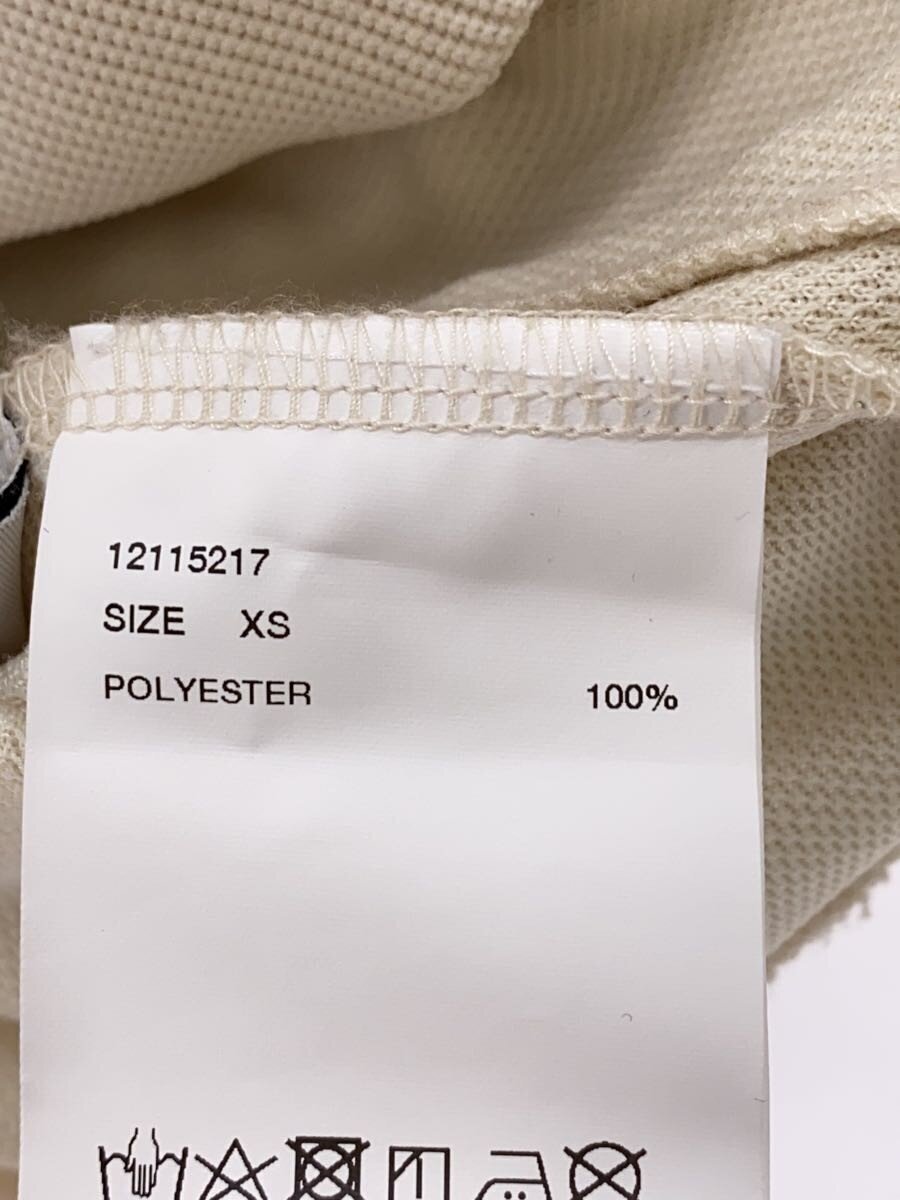 12115217
SIZE XS
POLYESTER 100%